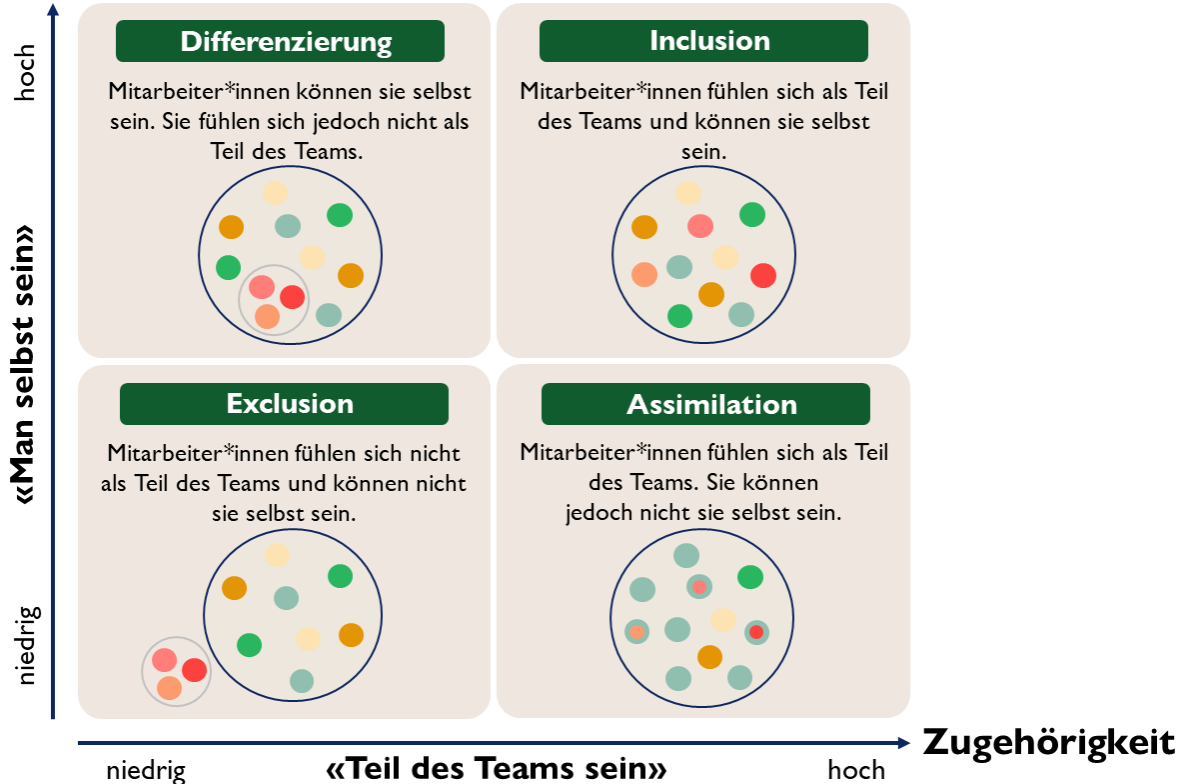 hoch
«Man selbst sein»
niedrig
Differenzierung
Mitarbeiter*innen können sie selbst
sein. Sie fühlen sich jedoch nicht als
Teil des Teams.
Inclusion
Mitarbeiter*innen fühlen sich als Teil
des Teams und können sie selbst
sein.
Exclusion
Mitarbeiter*innen fühlen sich nicht
als Teil des Teams und können nicht
sie selbst sein.
Assimilation
Mitarbeiter*innen fühlen sich als Teil
des Teams. Sie können
jedoch nicht sie selbst sein.
niedrig
«Teil des Teams sein»
hoch
Zugehörigkeit